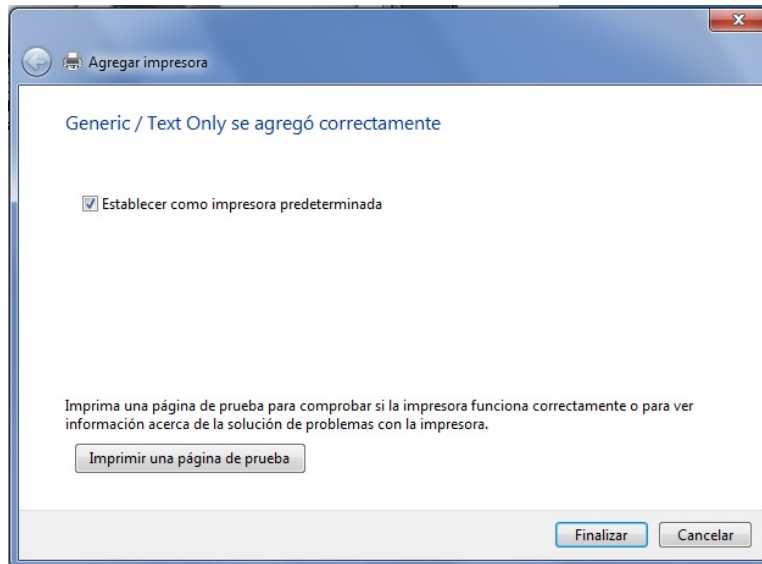 Agregar impresora
Generic / Text Only se agregó correctamente
Establecer como impresora predeterminada
Imprima una página de prueba para comprobar si la impresora funciona correctamente o para ver
información acerca de la solución de problemas con la impresora.
Imprimir una página de prueba
Finalizar Cancelar